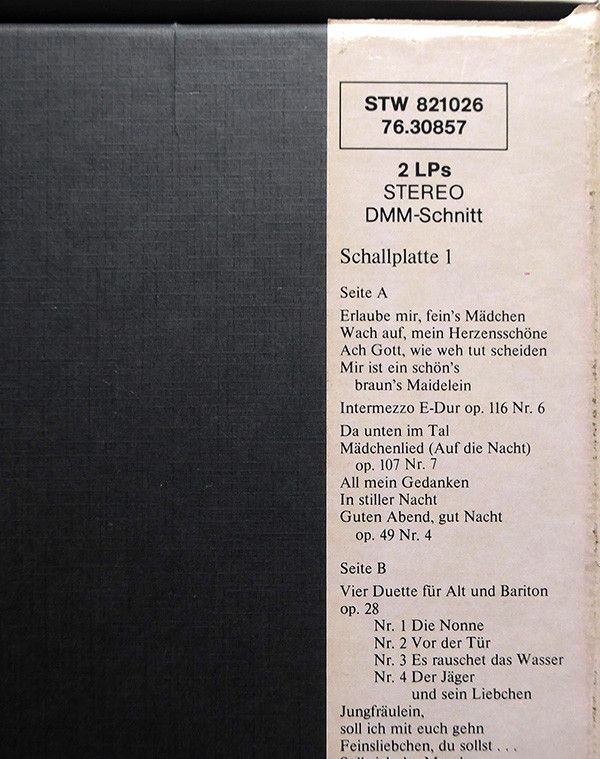 STW 821026
76.30857
2 LPs
STEREO
DMM-Schnitt
Schallplatte 1
Seite A
Erlaube mir, fein's Mädchen
Wach auf, mein Herzensschöne
Ach Gott, wie weh tut scheiden
Mir ist ein schön's
braun's Maidelein
Intermezzo E-Dur op. 116 Nr. 6
Da unten im Tal
Mädchenlied (Auf die Nacht)
op. 107 Nr. 7
All mein Gedanken
In stiller Nacht
Guten Abend, gut Nacht
op. 49 Nr. 4
Seite B
Vier Duette für Alt und Bariton
op. 28
Nr. 1 Die Nonne
Nr. 2 Vor der Tür
Nr. 3 Es rauschet das Wasser
Nr. 4 Der Jäger
und sein Liebchen
Jungfräulein,
soll ich mit euch gehn
Feinsliebchen, du sollst . . .